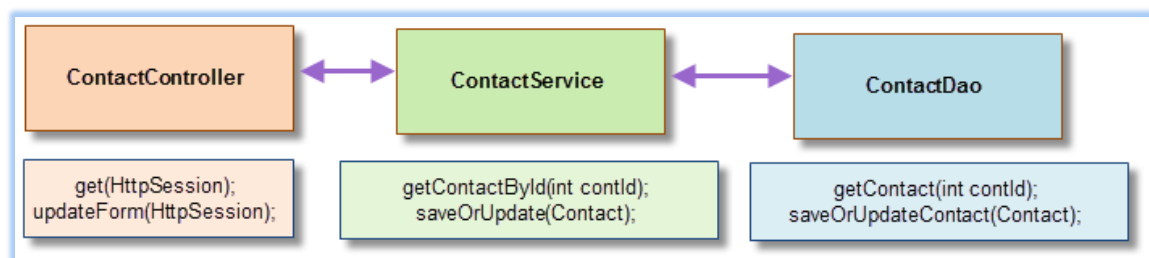 ContactController
ContactService
ContactDao
get(HttpSession);
updateForm(HttpSession);
getContactById(int contId);
saveOrUpdate(Contact);
getContact(int contId);
saveOrUpdateContact(Contact);